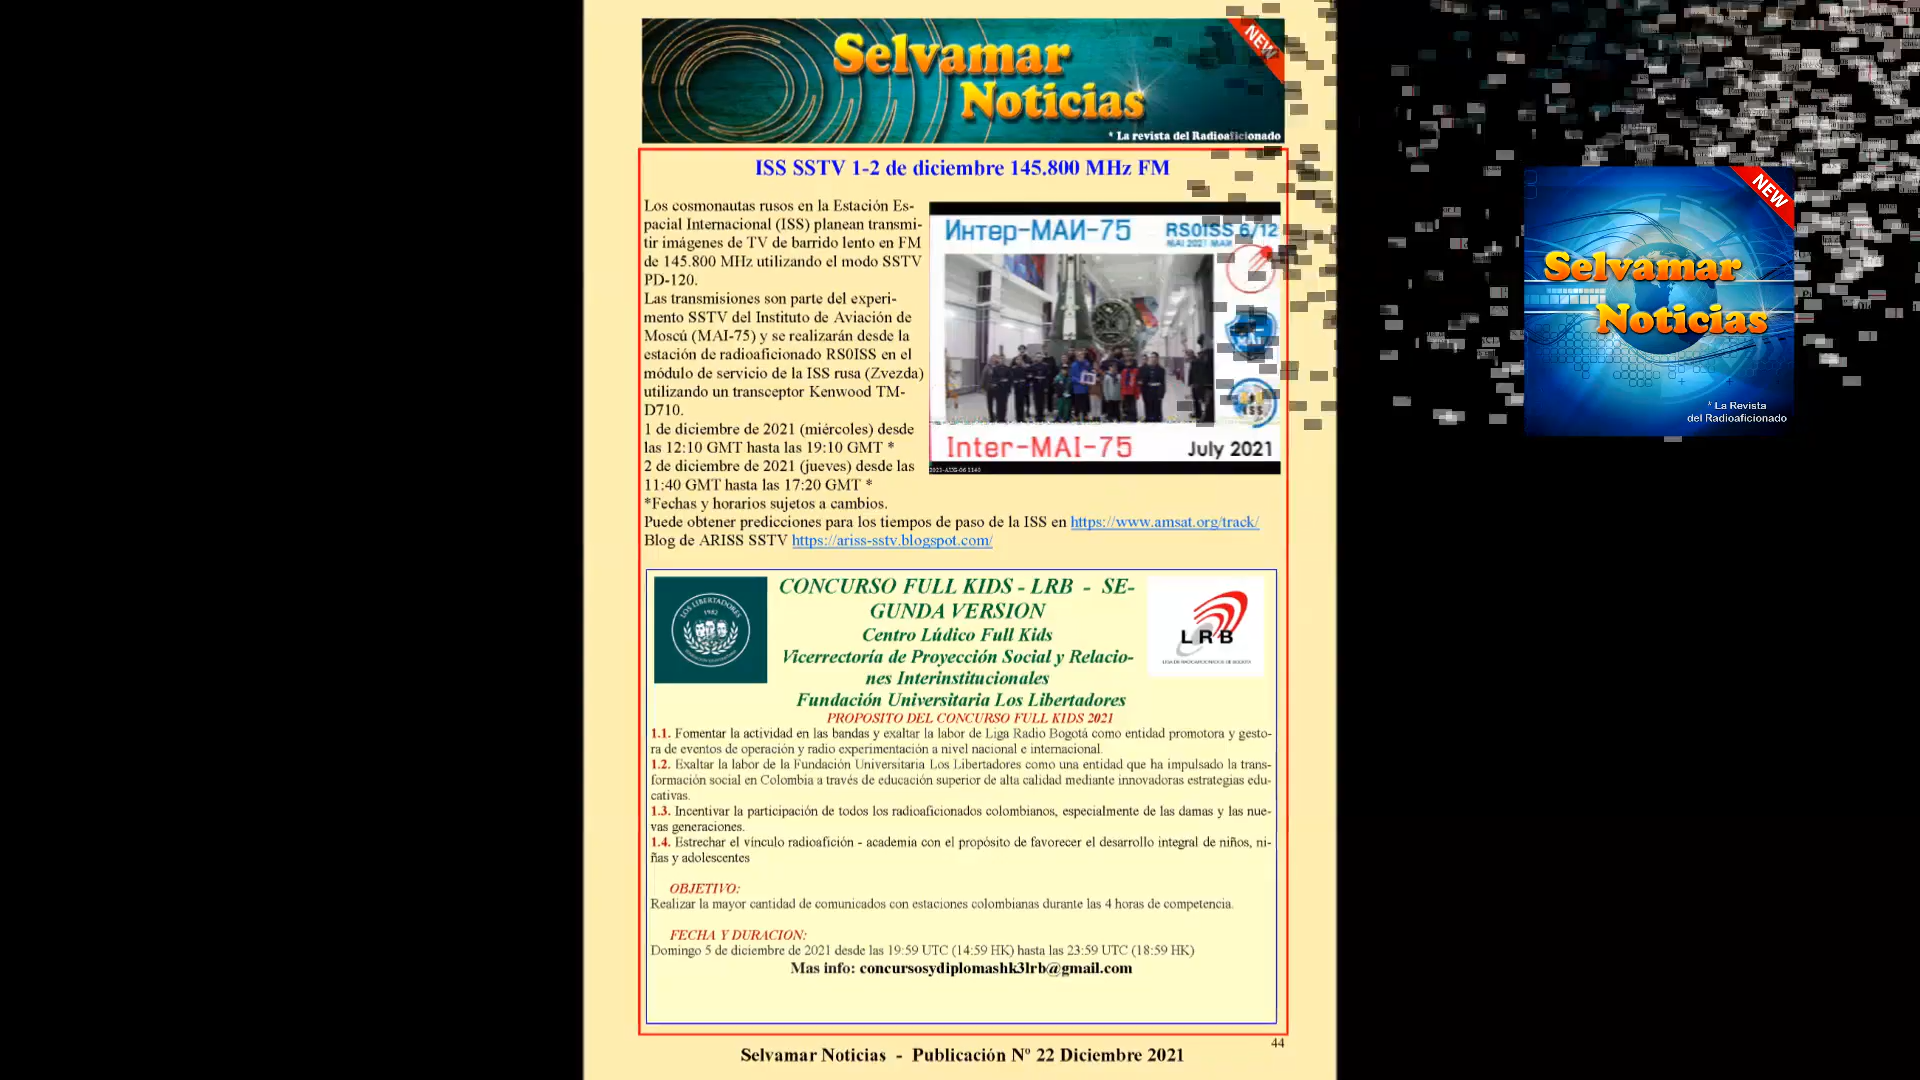 Selvamar
Noticias
NEW
* La revista del Radioaficionado
ISS SSTV 1-2 de diciembre 145.800 MHz FM
Los cosmonautas rusos en la Estación Es-
pacial Internacional (ISS) planean transmi-
tir imágenes de TV de barrido lento en FM
de 145.800 MHz utilizando el modo SSTV
PD-120.
Las transmisiones son parte del experi-
mento SSTV del Instituto de Aviación de
Moscú (MAI-75) y se realizarán desde la
estación de radioaficionado RS0ISS en el
módulo de servicio de la ISS rusa (Zvezda)
utilizando un transceptor Kenwood TM-
D710.
1 de diciembre de 2021 (miércoles) desde
las 12:10 GMT hasta las 19:10 GMT *
2 de diciembre de 2021 (jueves) desde las
11:40 GMT hasta las 17:20 GMT *
*Fechas y horarios sujetos a cambios.
Puede obtener predicciones para los tiempos de paso de la ISS en https://www.amsat.org/track/
Blog de ARISS SSTV https://ariss-sstv.blogspot.com/
Интер-МАИ-75
RS0ISS 6/12
Inter-MAI-75
July 2021
LOS LIBERTADORES
1982
CONCURSO FULL KIDS - LRB - SE-
GUNDA VERSION
Centro Lúdico Full Kids
Vicerrectoría de Proyección Social y Relacio-
nes Interinstitucionales
Fundación Universitaria Los Libertadores
LRB
LIGA DE RADIOAFICIONADOS DE BOGOTA
PROPOSITO DEL CONCURSO FULL KIDS 2021
1.1. Fomentar la actividad en las bandas y exaltar la labor de Liga Radio Bogotá como entidad promotora y gesto-
ra de eventos de operación y radio experimentación a nivel nacional e internacional.
1.2. Exaltar la labor de la Fundación Universitaria Los Libertadores como una entidad que ha impulsado la trans-
formación social en Colombia a través de educación superior de alta calidad mediante innovadoras estrategias edu-
cativas.
1.3. Incentivar la participación de todos los radioaficionados colombianos, especialmente de las damas y las nue-
vas generaciones.
1.4. Estrechar el vínculo radioafición - academia con el propósito de favorecer el desarrollo integral de niños, ni-
ñas y adolescentes
OBJETIVO:
Realizar la mayor cantidad de comunicados con estaciones colombianas durante las 4 horas de competencia.
FECHA Y DURACION:
Domingo 5 de diciembre de 2021 desde las 19:59 UTC (14:59 HK) hasta las 23:59 UTC (18:59 HK)
Mas info: concursosydiplomashk3lrb@gmail.com
44
Selvamar Noticias - Publicación Nº 22 Diciembre 2021
NEW
Selvamar
Noticias
* La Revista
del Radioaficionado